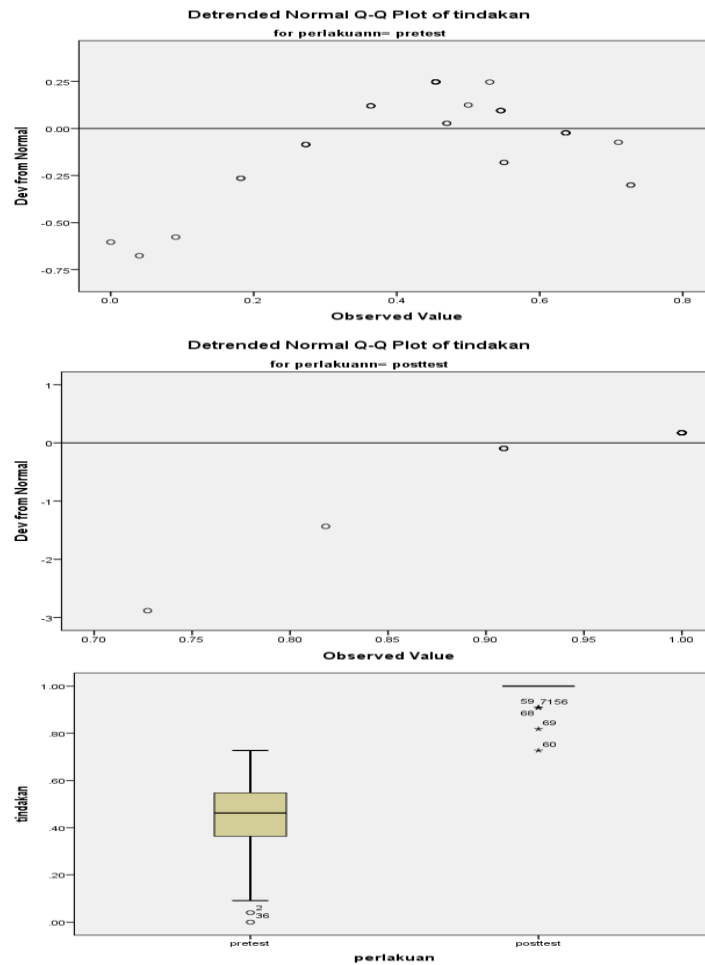 Detrended Normal Q-Q Plot of tindakan
for perlakuann= pretest
Dev from Normal
0.25
0.00
-0.25
-0.50
-0.75
0.0 0.2 0.4 0.6 0.8
Observed Value
Detrended Normal Q-Q Plot of tindakan
for perlakuann= posttest
Dev from Normal
1
0
-1
-2
-3
0.70 0.75 0.80 0.85 0.90 0.95 1.00
Observed Value
tindakan
1.00
.80
.60
.40
.20
.00
59 7156
68
69
60
2
36
pretest posttest
perlakuan